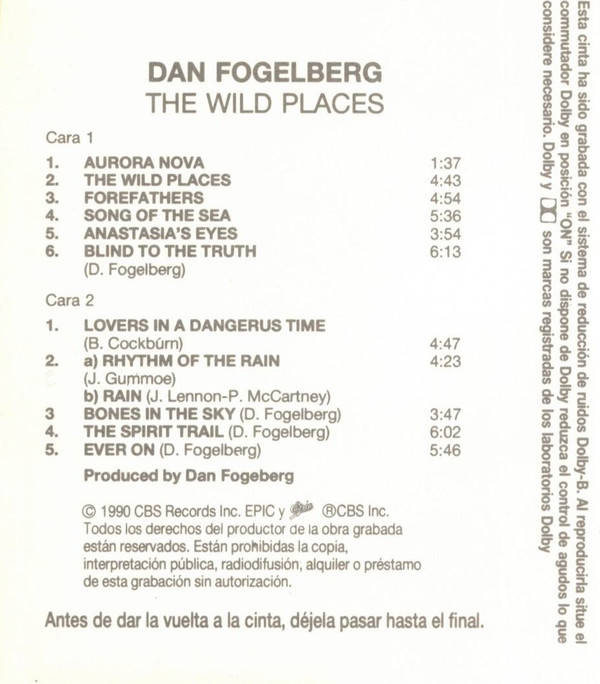 DAN FOGELBERG
THE WILD PLACES
Cara 1
1. AURORA NOVA 1:37
2. THE WILD PLACES 4:43
3. FOREFATHERS 4:54
4. SONG OF THE SEA 5:36
5. ANASTASIA'S EYES 3:54
6. BLIND TO THE TRUTH 6:13
(D. Fogelberg)
Cara 2
1. LOVERS IN A DANGERUS TIME
(B. Cockbúrn) 4:47
2. a) RHYTHM OF THE RAIN 4:23
(J. Gummoe)
b) RAIN (J. Lennon-P. McCartney)
3 BONES IN THE SKY (D. Fogelberg) 3:47
4. THE SPIRIT TRAIL (D. Fogelberg) 6:02
5. EVER ON (D. Fogelberg) 5:46
Produced by Dan Fogeberg
© 1990 CBS Records Inc. EPIC y Epic ®CBS Inc.
Todos los derechos del productor de la obra grabada
están reservados. Están prohibidas la copia,
interpretación pública, radiodifusión, alquiler o préstamo
de esta grabación sin autorización.
Antes de dar la vuelta a la cinta, déjela pasar hasta el final.
Esta cinta ha sido grabada con el sistema de reducción de ruidos Dolby-B. Al reproducirla situe el
commutador Dolby en posición "ON" Si no dispone de Dolby reduzca el control de agudos lo que
considere necesario. Dolby y son marcas registradas de los laboratorios Dolby